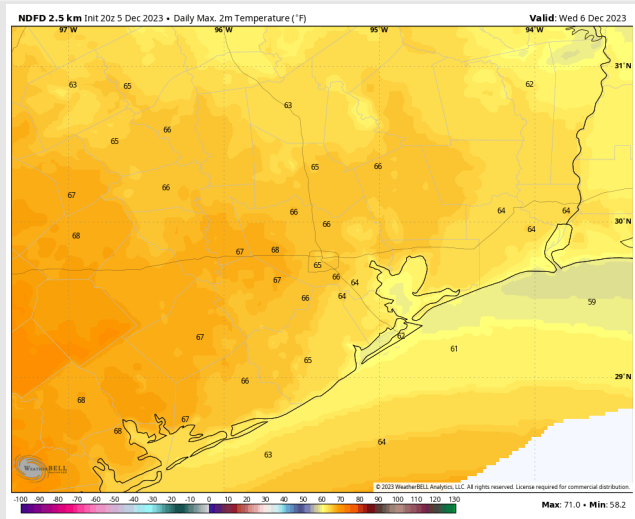 NDFD 2.5 km Init 20z 5 Dec 2023 • Daily Max. 2m Temperature (°F)
Valid: Wed 6 Dec 2023
97°W 96°W 95°W 94°W
31°N
63 65 62
63
66
65
65 66
66
67
66 64 64
30°N
66 64
68
67 68
65
67 66 64
66 64 59
67 62
61
65
29°N
66
68
67
68
64
63
WEATHERBELL
© 2023 WeatherBELL Analytics, LLC. All rights reserved. License required for commercial distribution.
-100 -90 -80 -70 -60 -50 -40 -30 -20 -10 0 10 20 30 40 50 60 70 80 90 100 110 120 130
Max: 71.0 • Min: 58.2